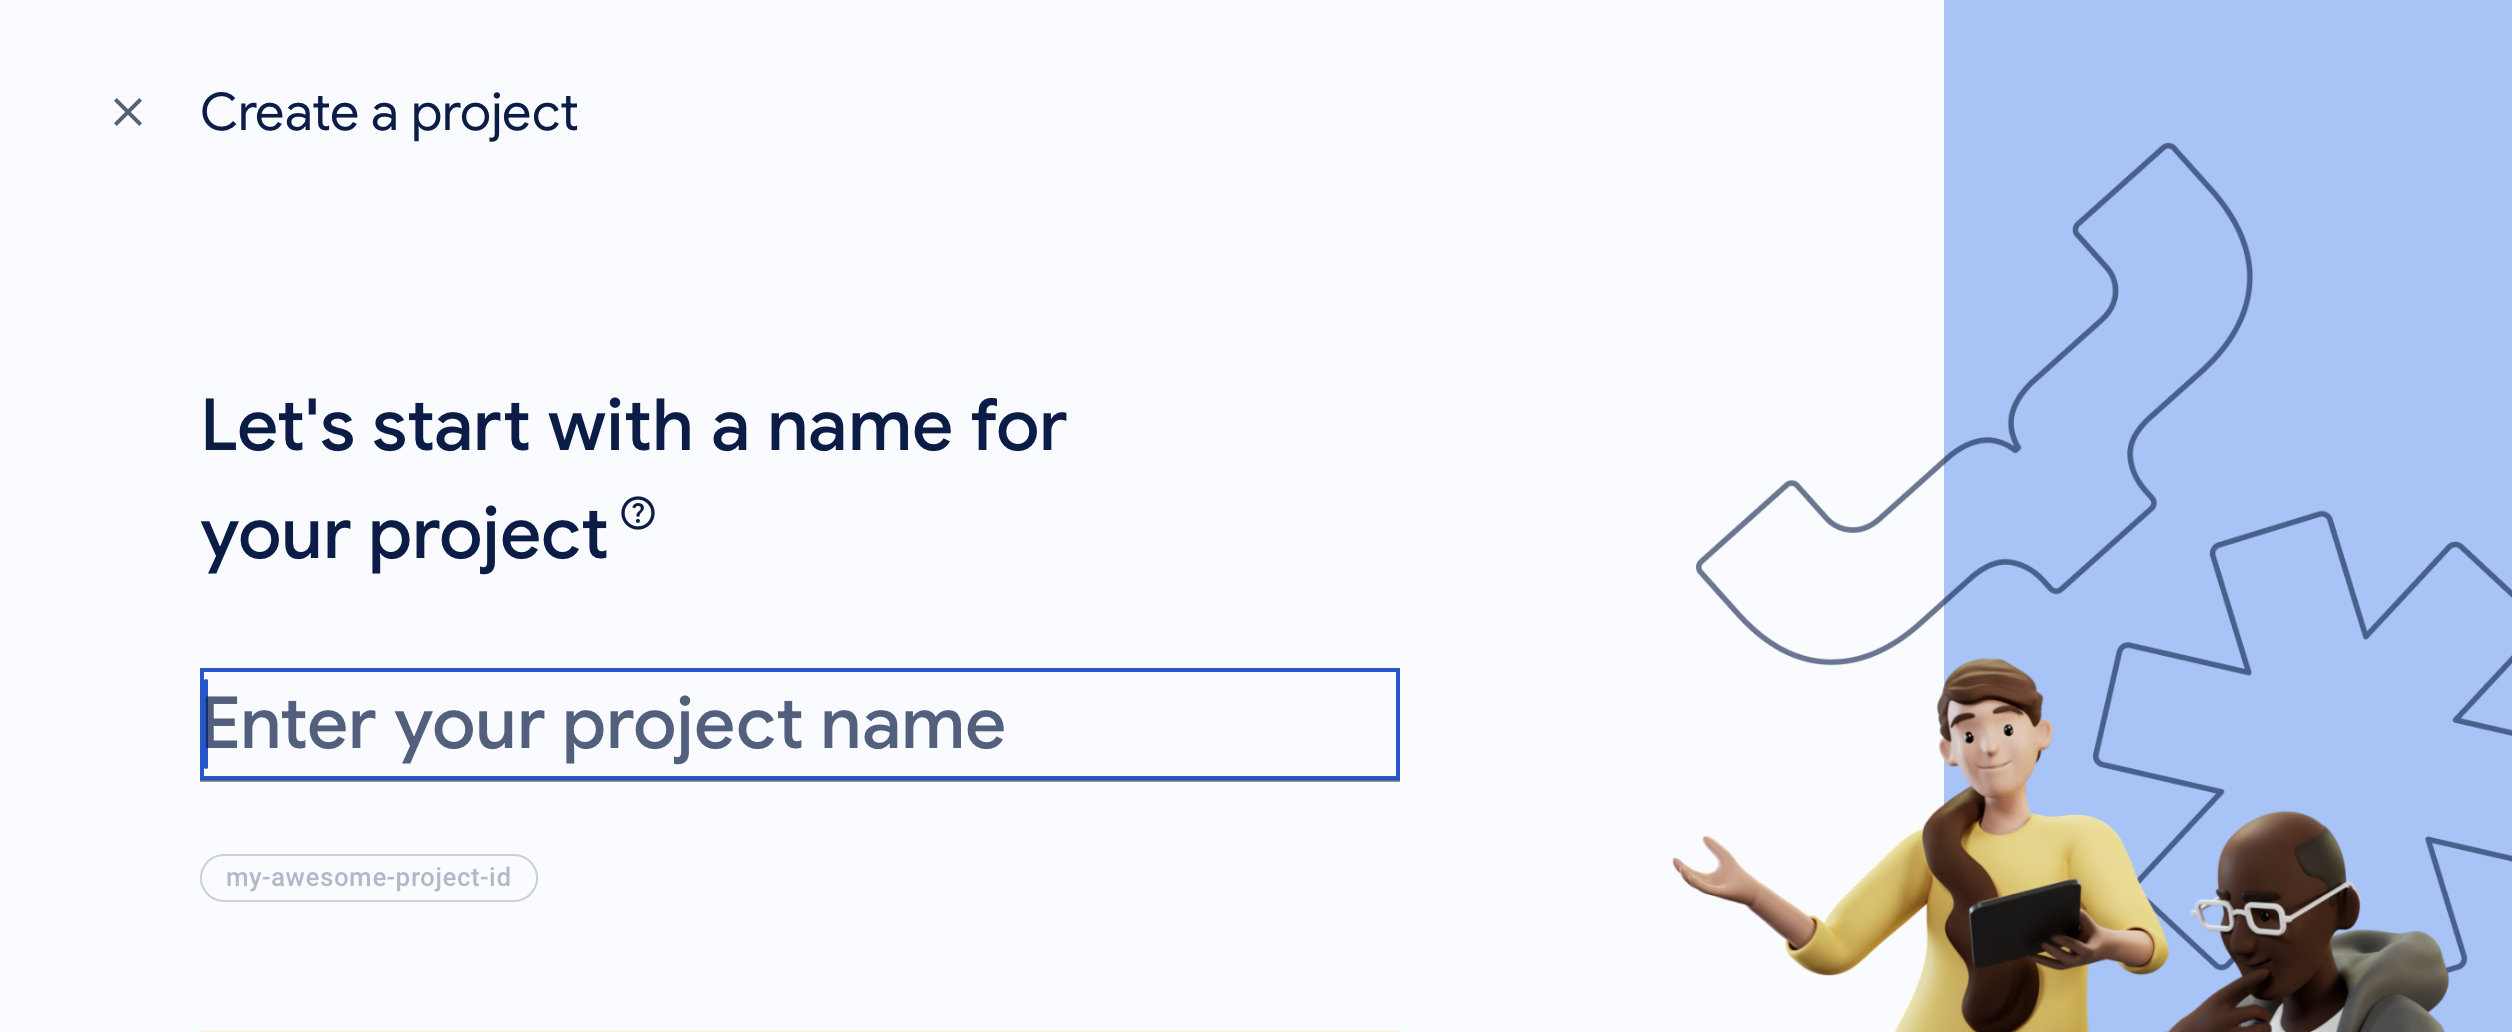 Create a project
Let's start with a name for
your project
Enter your project name
my-awesome-project-id